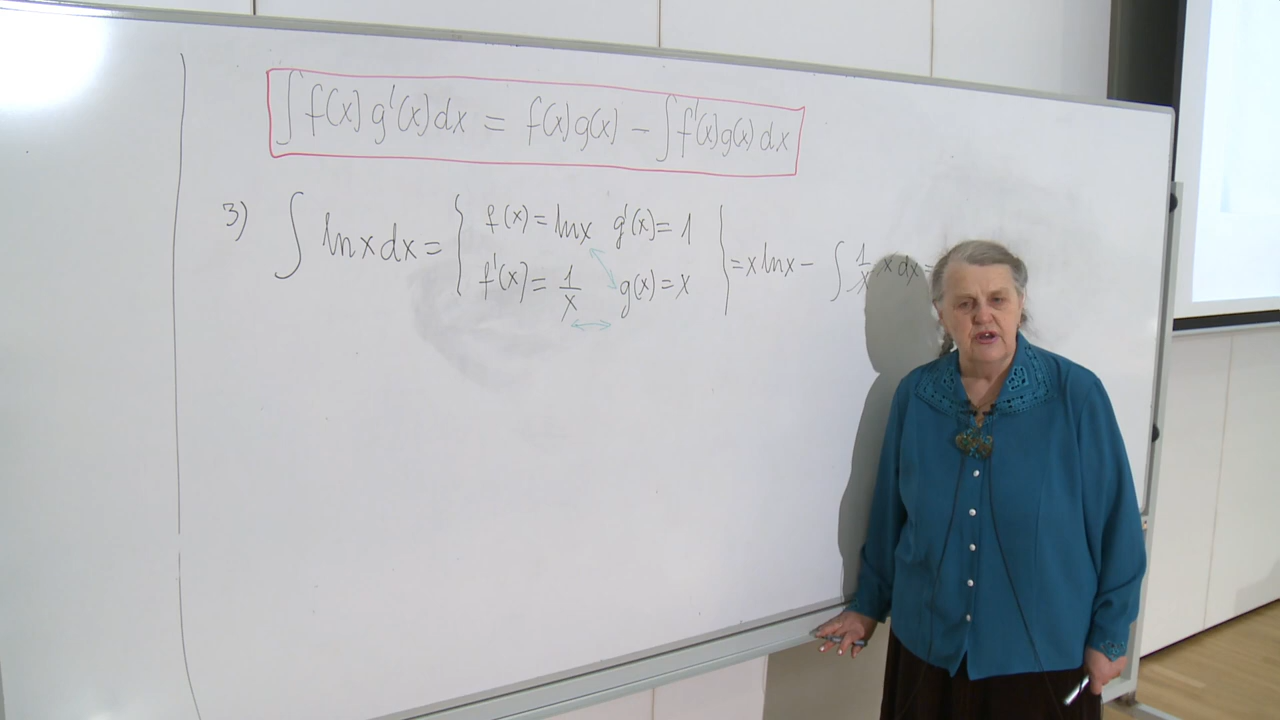 ∫ f(x) g'(x) dx = f(x) g(x) − ∫ f'(x) g(x) dx
3) ∫ ln x dx = { f(x) = ln x g'(x) = 1 } = x ln x − ∫ 1/x x dx =
f'(x) = 1/x g(x) = x